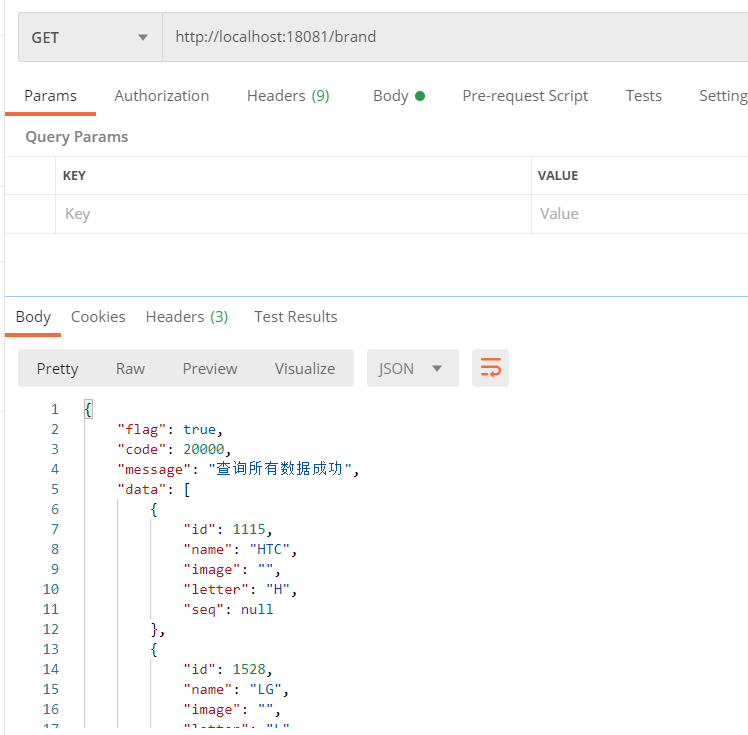 GET http://localhost:18081/brand
Params Authorization Headers (9) Body Pre-request Script Tests Setting
Query Params
KEY VALUE
Key Value
Body Cookies Headers (3) Test Results
Pretty Raw Preview Visualize JSON
1 {
2 "flag": true,
3 "code": 20000,
4 "message": "查询所有数据成功",
5 "data": [
6 {
7 "id": 1115,
8 "name": "HTC",
9 "image": "",
10 "letter": "H",
11 "seq": null
12 },
13 {
14 "id": 1528,
15 "name": "LG",
16 "image": "",
17 "letter": "L"